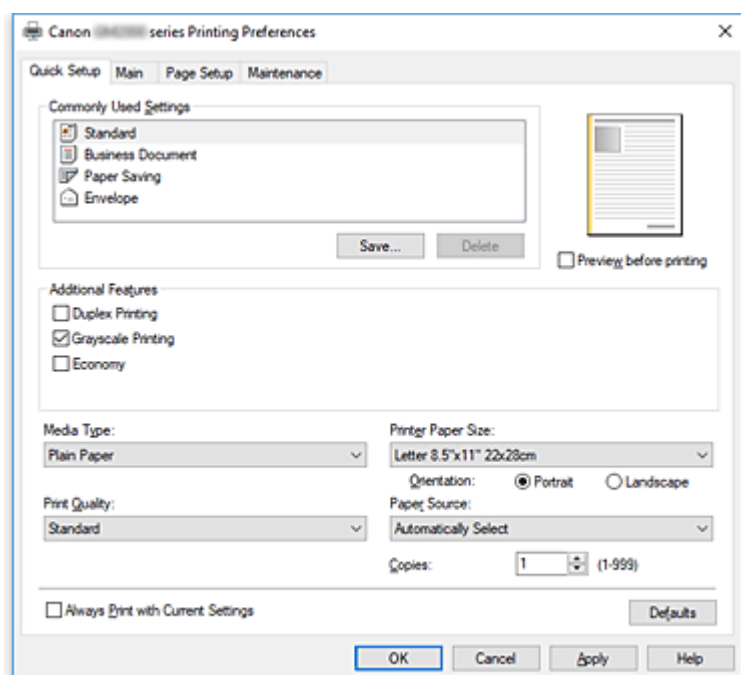 Canon series Printing Preferences
Quick Setup Main Page Setup Maintenance
Commonly Used Settings
Standard
Business Document
Paper Saving
Envelope
Save... Delete
Preview before printing
Additional Features
Duplex Printing
Grayscale Printing
Economy
Media Type: Printer Paper Size:
Plain Paper Letter 8.5"x11" 22x28cm
Orientation: Portrait Landscape
Print Quality: Paper Source:
Standard Automatically Select
Copies: 1 (1-999)
Always Print with Current Settings Defaults
OK Cancel Apply Help